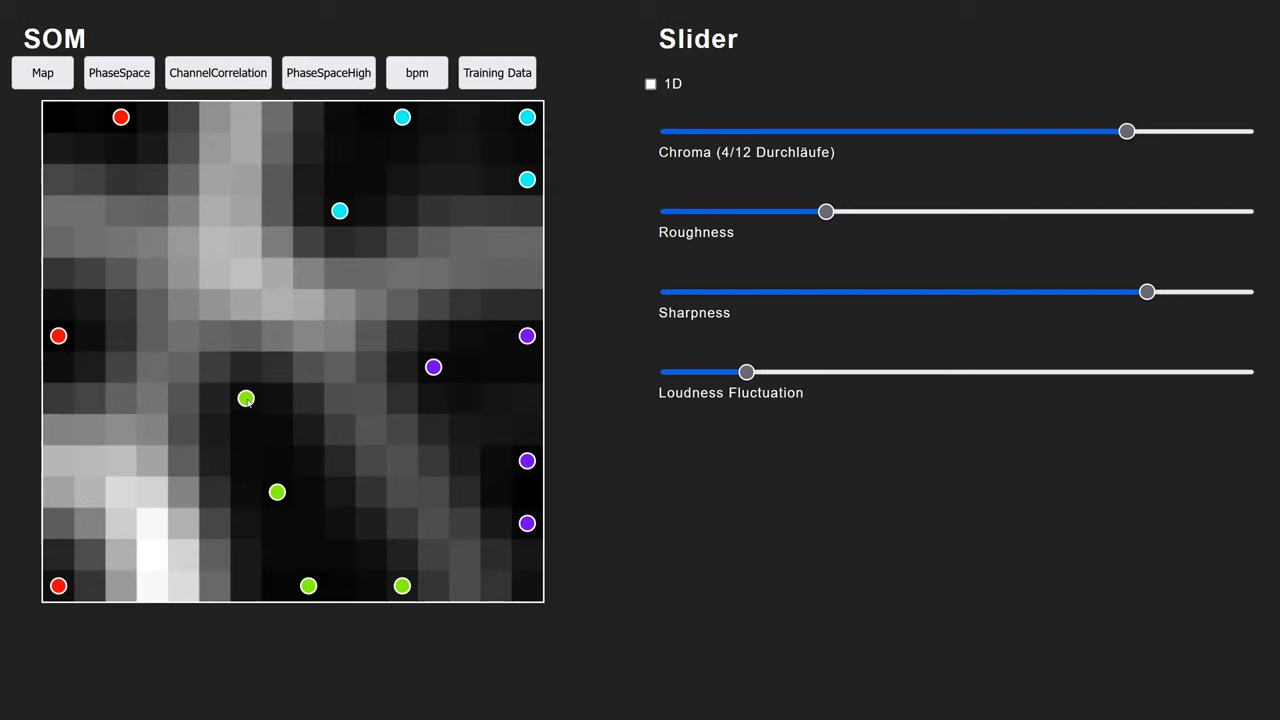 SOM
Map
PhaseSpace
ChannelCorrelation
PhaseSpaceHigh
bpm
Training Data
Slider
1D
Chroma (4/12 Durchläufe)
Roughness
Sharpness
Loudness Fluctuation